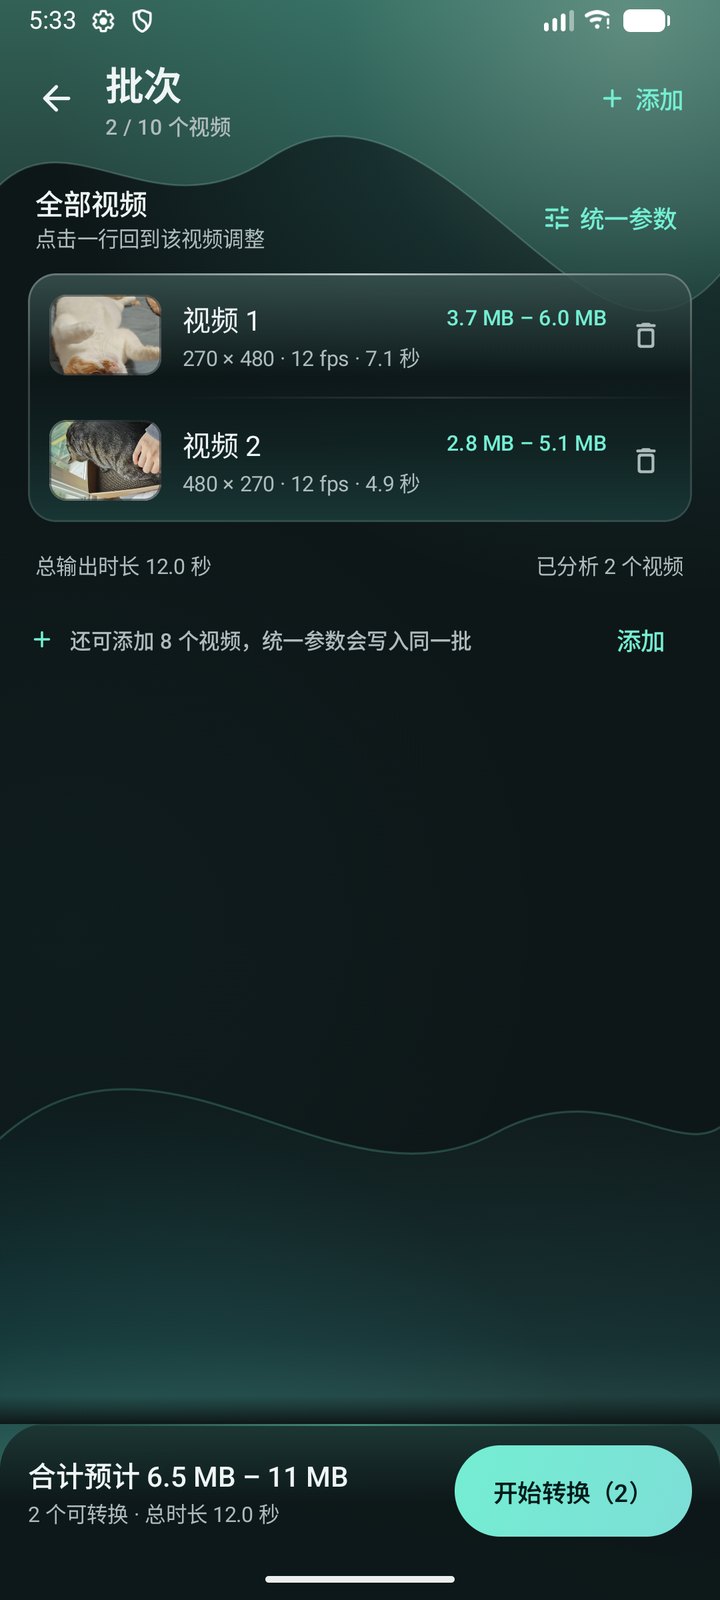 5:33
批次
2 / 10 个视频
+ 添加
全部视频
点击一行回到该视频调整
统一参数
视频 1
3.7 MB – 6.0 MB
270 × 480 · 12 fps · 7.1 秒
视频 2
2.8 MB – 5.1 MB
480 × 270 · 12 fps · 4.9 秒
总输出时长 12.0 秒
已分析 2 个视频
+ 还可添加 8 个视频，统一参数会写入同一批
添加
合计预计 6.5 MB – 11 MB
2 个可转换 · 总时长 12.0 秒
开始转换（2）